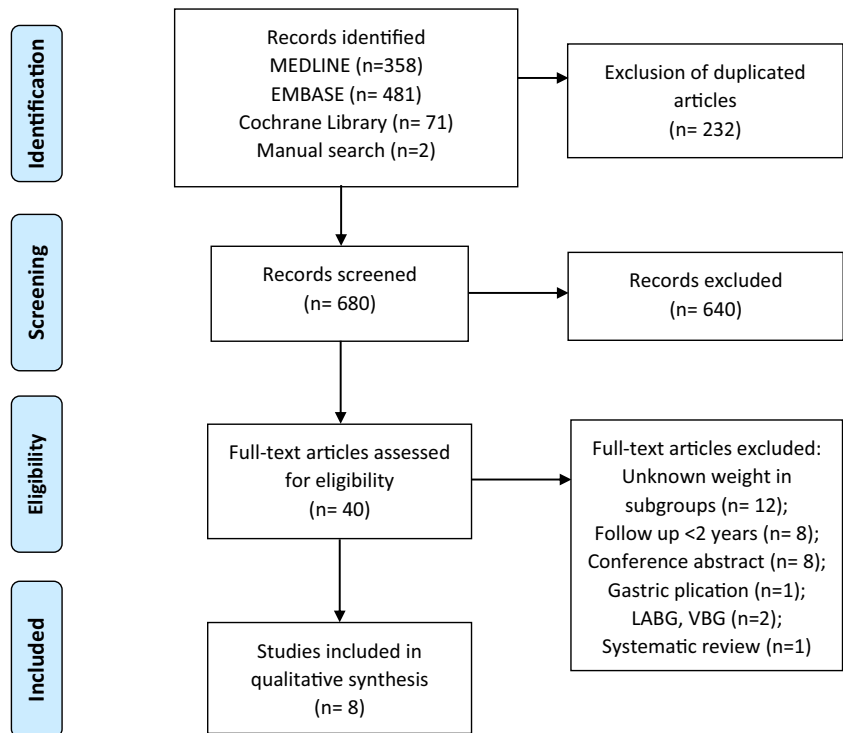 Identification
Records identified
MEDLINE (n=358)
EMBASE (n= 481)
Cochrane Library (n= 71)
Manual search (n=2)
Exclusion of duplicated
articles
(n= 232)
Screening
Records screened
(n= 680)
Records excluded
(n= 640)
Eligibility
Full-text articles assessed
for eligibility
(n= 40)
Full-text articles excluded:
Unknown weight in
subgroups (n= 12);
Follow up <2 years (n= 8);
Conference abstract (n= 8);
Gastric plication (n=1);
LABG, VBG (n=2);
Systematic review (n=1)
Included
Studies included in
qualitative synthesis
(n= 8)